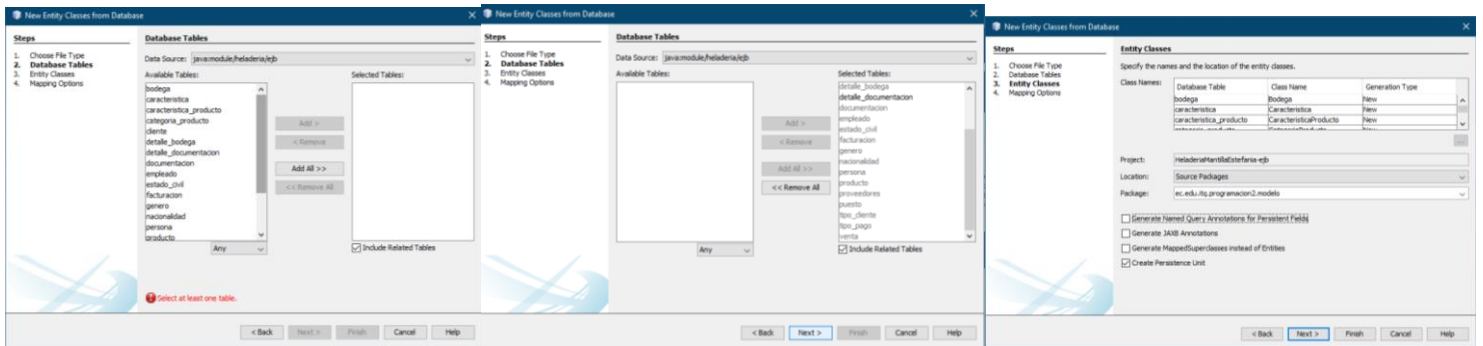 New Entity Classes from Database
Steps
1. Choose File Type
2. Database Tables
3. Entity Classes
4. Mapping Options
Database Tables
Data Source: java:module/heladeria/ejb
Available Tables:
Selected Tables:
bodega
caracteristica
caracteristica_producto
categoria_producto
cliente
detalle_bodega
detalle_documentacion
documentacion
empleado
estado_civil
facturacion
genero
nacionalidad
persona
producto
Add >
< Remove
Add All >>
<< Remove All
Any
Include Related Tables
Select at least one table.
< Back
Next >
Finish
Cancel
Help
New Entity Classes from Database
Steps
1. Choose File Type
2. Database Tables
3. Entity Classes
4. Mapping Options
Database Tables
Data Source: java:module/heladeria/ejb
Available Tables:
Selected Tables:
Add >
< Remove
Add All >>
<< Remove All
detalle_bodega
detalle_documentacion
documentacion
empleado
estado_civil
facturacion
genero
nacionalidad
persona
producto
proveedores
puesto
tipo_cliente
tipo_pago
venta
Any
Include Related Tables
< Back
Next >
Finish
Cancel
Help
New Entity Classes from Database
Steps
1. Choose File Type
2. Database Tables
3. Entity Classes
4. Mapping Options
Entity Classes
Specify the names and the location of the entity classes.
Class Names:
Database Table Class Name Generation Type
bodega Bodega New
caracteristica Caracteristica New
caracteristica_producto CaracteristicaProducto New
...
Project: HeladeriaMantillaEstefania-ejb
Location: Source Packages
Package: ec.edu.itq.programacion2.modelo
Generate Named Query Annotations for Persistent Fields
Generate JAXB Annotations
Generate MappedSuperclasses instead of Entities
Create Persistence Unit
< Back
Next >
Finish
Cancel
Help